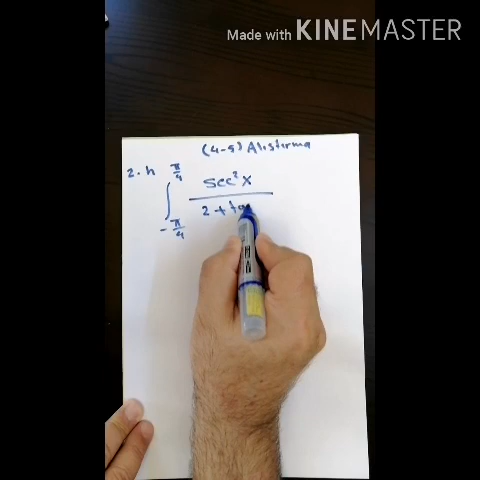 Made with KINEMASTER
(4-5) Alıştırma
2.h π/4
sec²x
2 + ta
-π/4